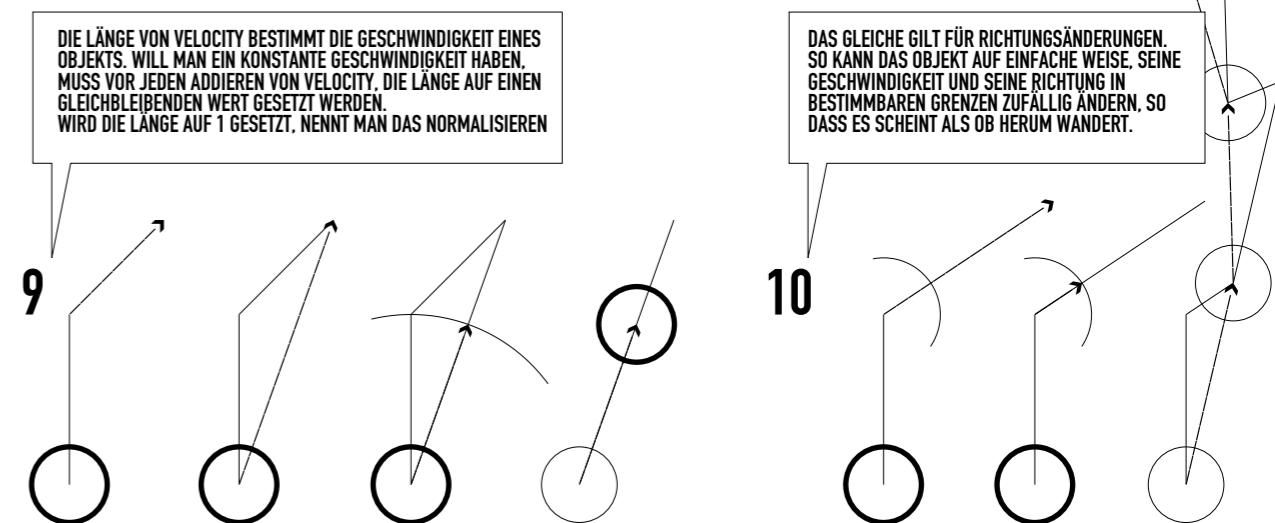 DIE LÄNGE VON VELOCITY BESTIMMT DIE GESCHWINDIGKEIT EINES
OBJEKTS. WILL MAN EIN KONSTANTE GESCHWINDIGKEIT HABEN,
MUSS VOR JEDEN ADDIEREN VON VELOCITY, DIE LÄNGE AUF EINEN
GLEICHBLEIBENDEN WERT GESETZT WERDEN.
WIRD DIE LÄNGE AUF 1 GESETZT, NENNT MAN DAS NORMALISIEREN
9
DAS GLEICHE GILT FÜR RICHTUNGSÄNDERUNGEN.
SO KANN DAS OBJEKT AUF EINFACHE WEISE, SEINE
GESCHWINDIGKEIT UND SEINE RICHTUNG IN
BESTIMMBAREN GRENZEN ZUFÄLLIG ÄNDERN, SO
DASS ES SCHEINT ALS OB HERUM WANDERT.
10